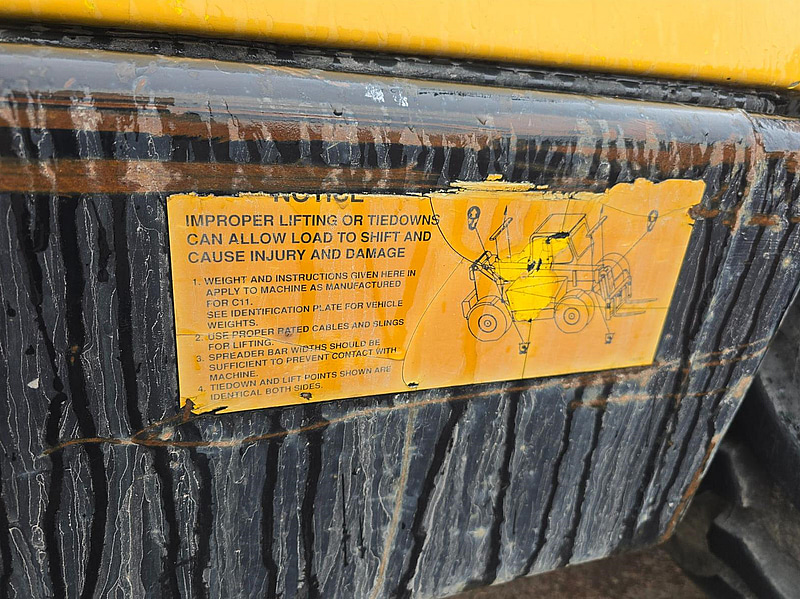 NOTICE
IMPROPER LIFTING OR TIEDOWNS
CAN ALLOW LOAD TO SHIFT AND
CAUSE INJURY AND DAMAGE
1. WEIGHT AND INSTRUCTIONS GIVEN HERE IN
APPLY TO MACHINE AS MANUFACTURED
FOR C11.
SEE IDENTIFICATION PLATE FOR VEHICLE
WEIGHTS.
2. USE PROPER RATED CABLES AND SLINGS
FOR LIFTING.
3. SPREADER BAR WIDTHS SHOULD BE
SUFFICIENT TO PREVENT CONTACT WITH
MACHINE.
4. TIEDOWN AND LIFT POINTS SHOWN ARE
IDENTICAL BOTH SIDES.